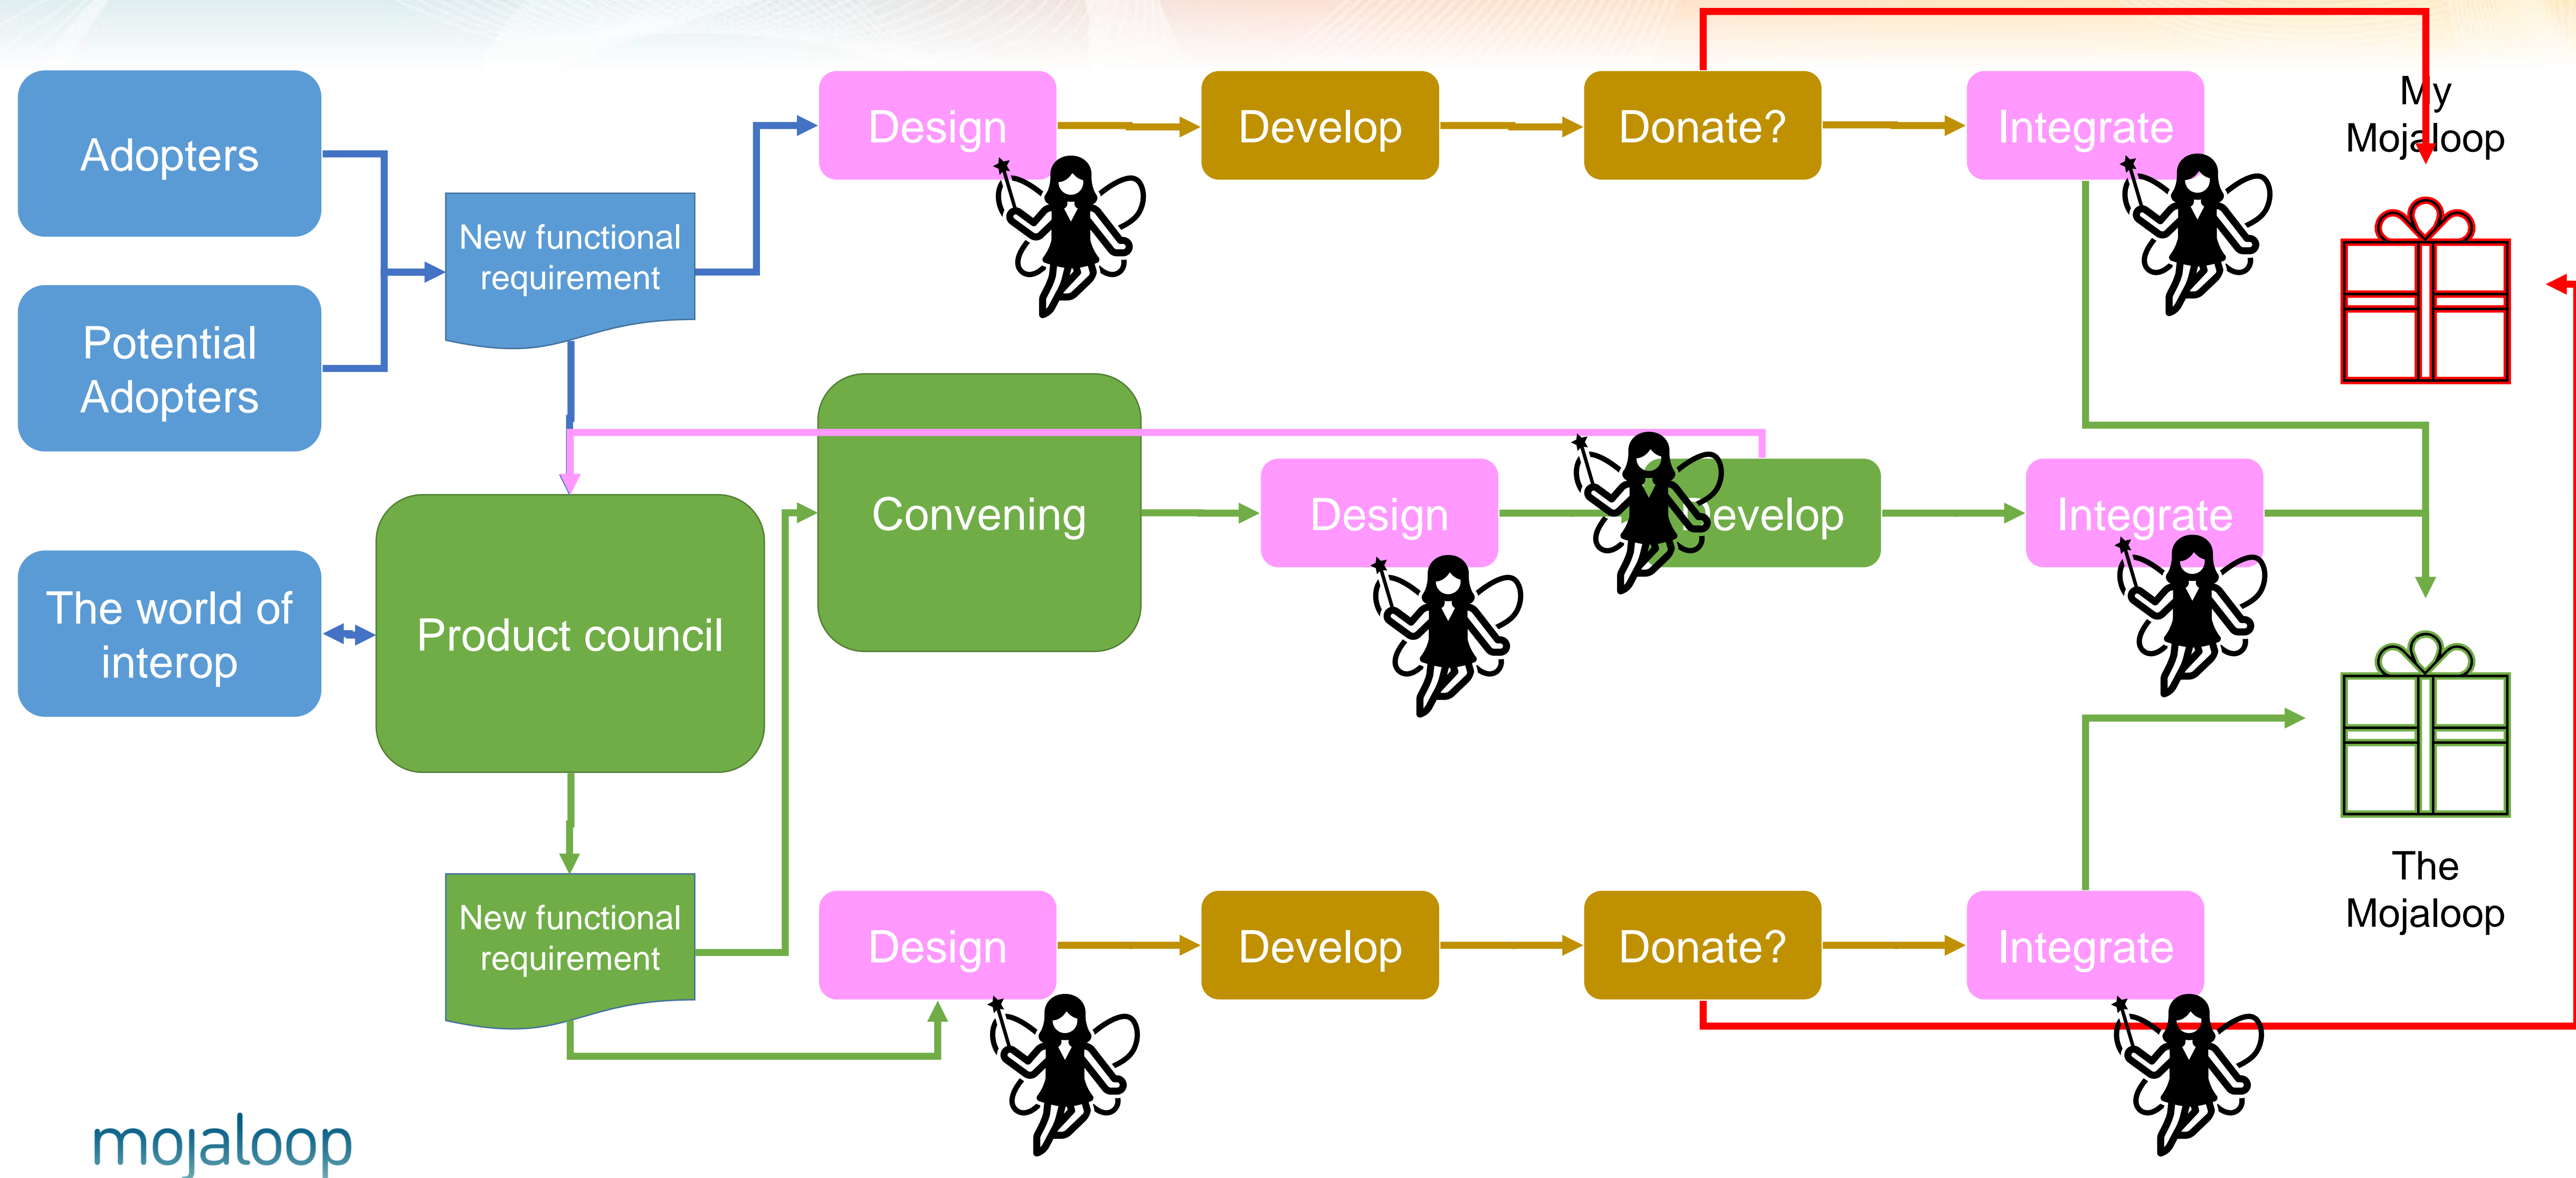 Adopters
Potential
Adopters
The world of
interop
New functional
requirement
Product council
New functional
requirement
Design
Develop
Donate?
Integrate
My
Mojaloop
Convening
Design
Develop
Integrate
The
Mojaloop
Design
Develop
Donate?
Integrate
mojaloop